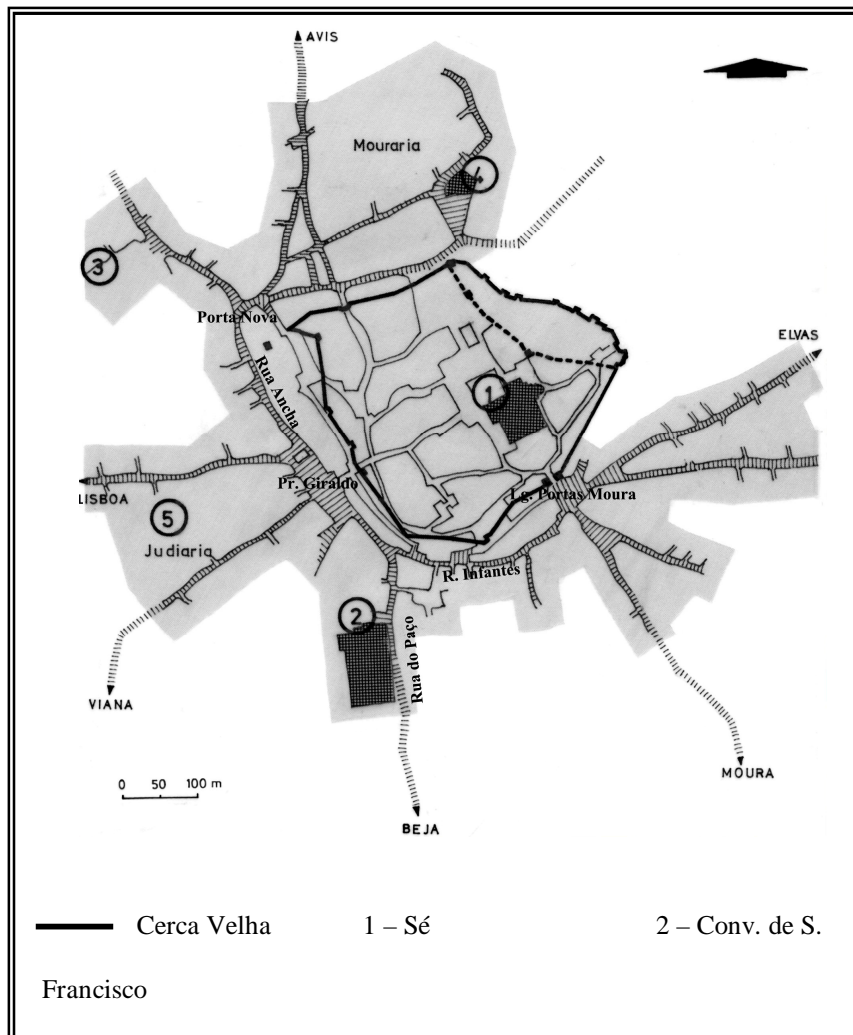 AVIS
Mouraria
4
3
Porta Nova
ELVAS
Rua Ancha
1
Pr. Giraldo
LISBOA
Lg. Portas Moura
5
Judiaria
R. Infantes
2
Rua do Paço
VIANA
MOURA
0 50 100 m
BEJA
Cerca Velha 1 – Sé 2 – Conv. de S.
Francisco